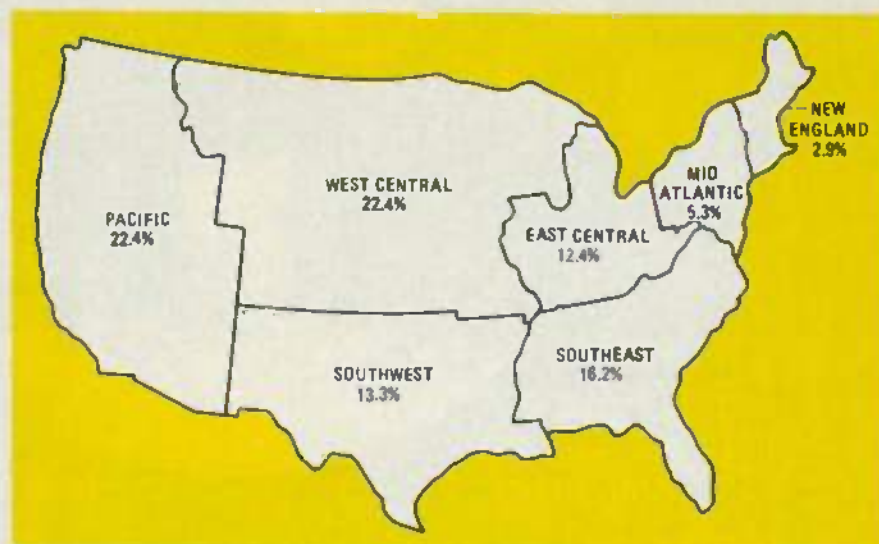 NEW
ENGLAND
2.9%
MID
ATLANTIC
5.3%
WEST CENTRAL
22.4%
PACIFIC
22.4%
EAST CENTRAL
12.4%
SOUTHEAST
16.2%
SOUTHWEST
13.3%